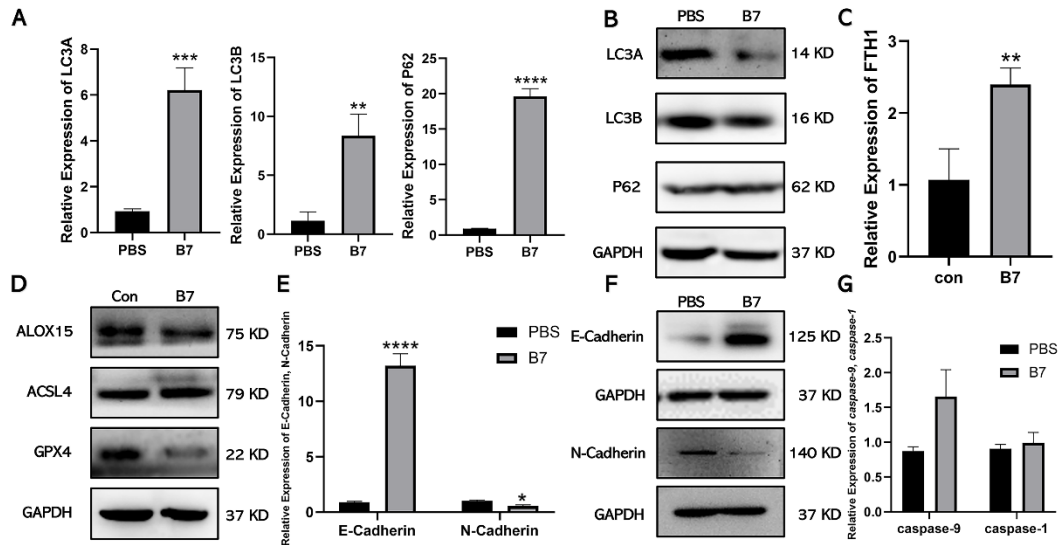 A
Relative Expression of LC3A
8
6
4
2
0
***
PBS
B7
Relative Expression of LC3B
15
10
5
0
**
PBS
B7
Relative Expression of P62
25
20
15
10
5
0
****
PBS
B7
B
PBS
B7
LC3A
14 KD
LC3B
16 KD
P62
62 KD
GAPDH
37 KD
C
Relative Expression of FTH1
3
2
1
0
**
con
B7
D
Con
B7
ALOX15
75 KD
ACSL4
79 KD
GPX4
22 KD
GAPDH
37 KD
E
Relative Expression of E-Cadherin, N-Cadherin
15
10
5
0
****
*
PBS
B7
E-Cadherin
N-Cadherin
F
PBS
B7
E-Cadherin
125 KD
GAPDH
37 KD
N-Cadherin
140 KD
GAPDH
37 KD
G
Relative Expression of caspase-9, caspase-1
2.5
2.0
1.5
1.0
0.5
0.0
PBS
B7
caspase-9
caspase-1